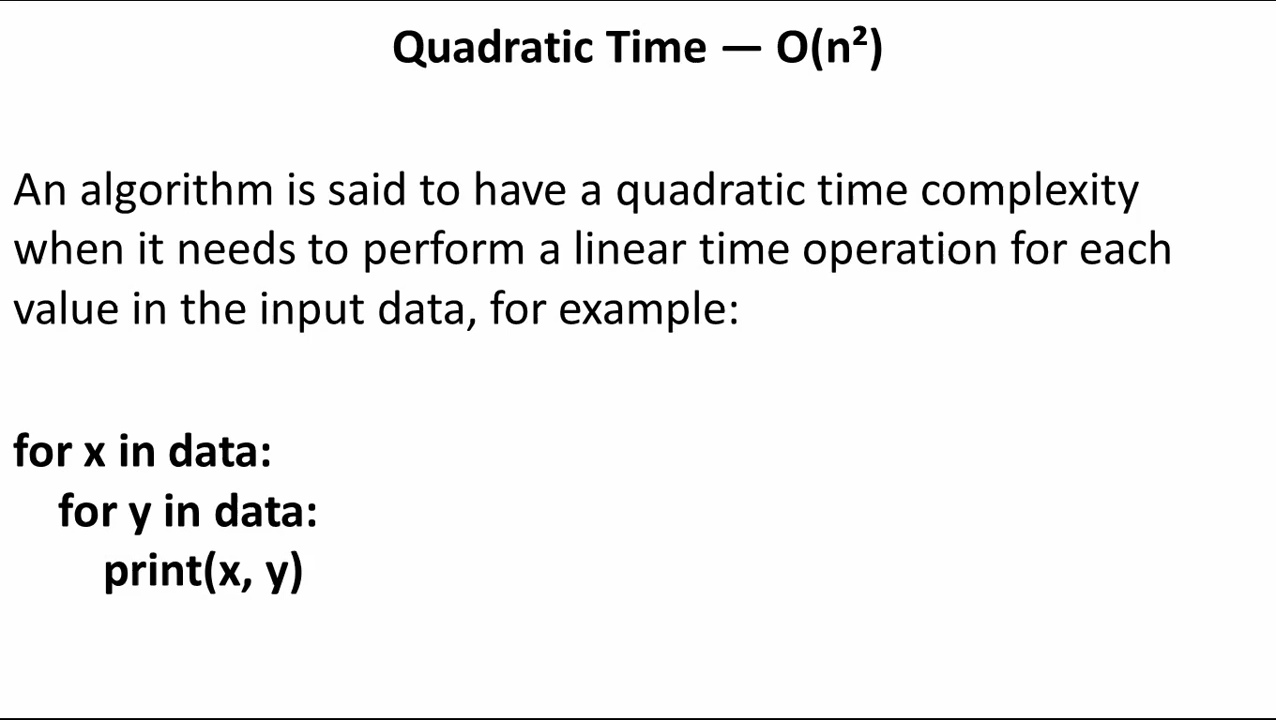 Quadratic Time — O(n²)
An algorithm is said to have a quadratic time complexity
when it needs to perform a linear time operation for each
value in the input data, for example:
for x in data:
for y in data:
print(x, y)